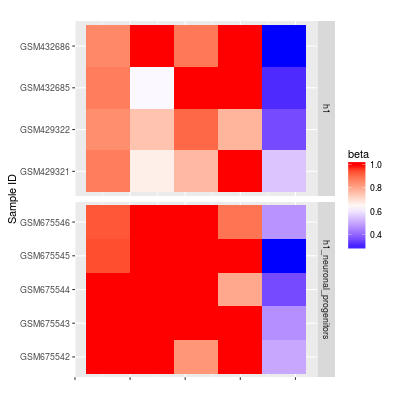 GSM432686
GSM432685
GSM429322
GSM429321
h1
GSM675546
GSM675545
GSM675544
GSM675543
GSM675542
h1_neuronal_progenitors
Sample ID
beta
1.0
0.8
0.6
0.4